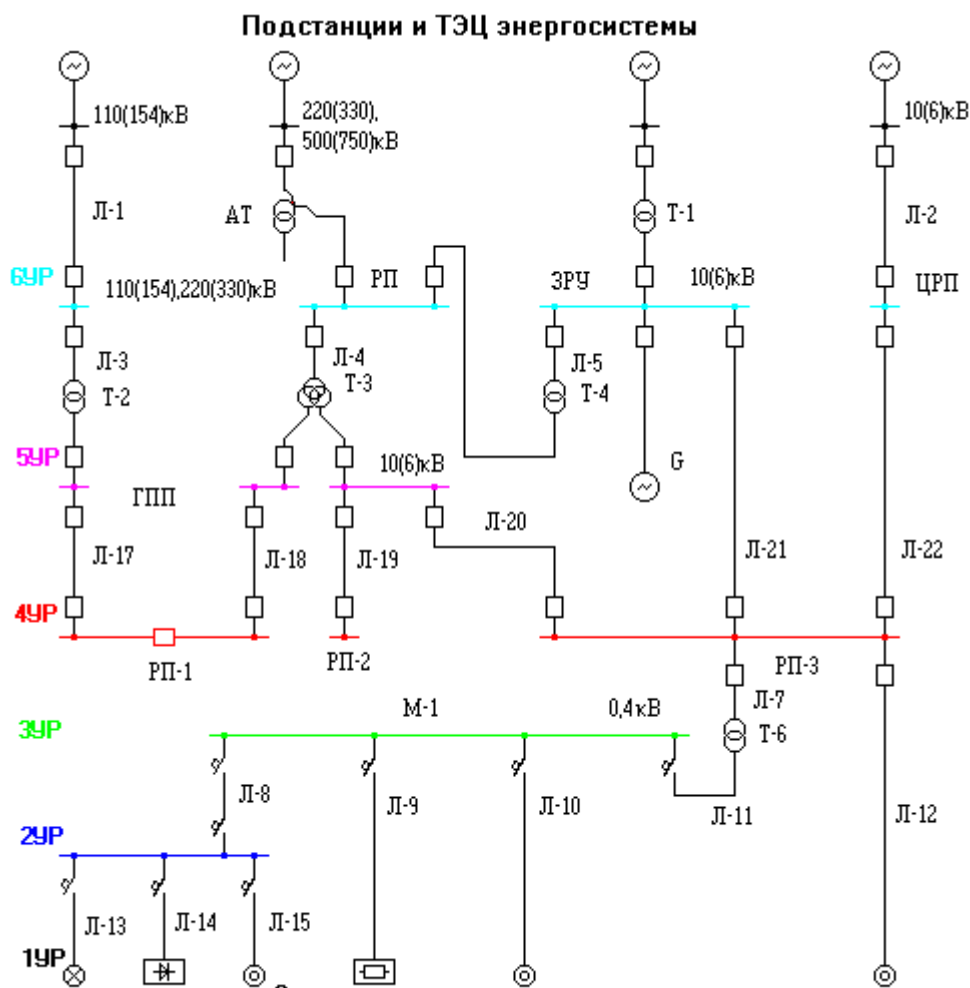 Подстанции и ТЭЦ энергосистемы
110(154)кВ
220(330),
500(750)кВ
10(6)кВ
Л-1
АТ
Т-1
Л-2
6УР
110(154),220(330)кВ
РП
ЗРУ
10(6)кВ
ЦРП
Л-3
Т-2
Л-4
Т-3
Л-5
Т-4
5УР
ГПП
10(6)кВ
G
Л-17
Л-18
Л-19
Л-20
Л-21
Л-22
4УР
РП-1
РП-2
РП-3
Л-7
Т-6
3УР
М-1
0,4кВ
Л-8
Л-9
Л-10
Л-11
Л-12
2УР
Л-13
Л-14
Л-15
1УР